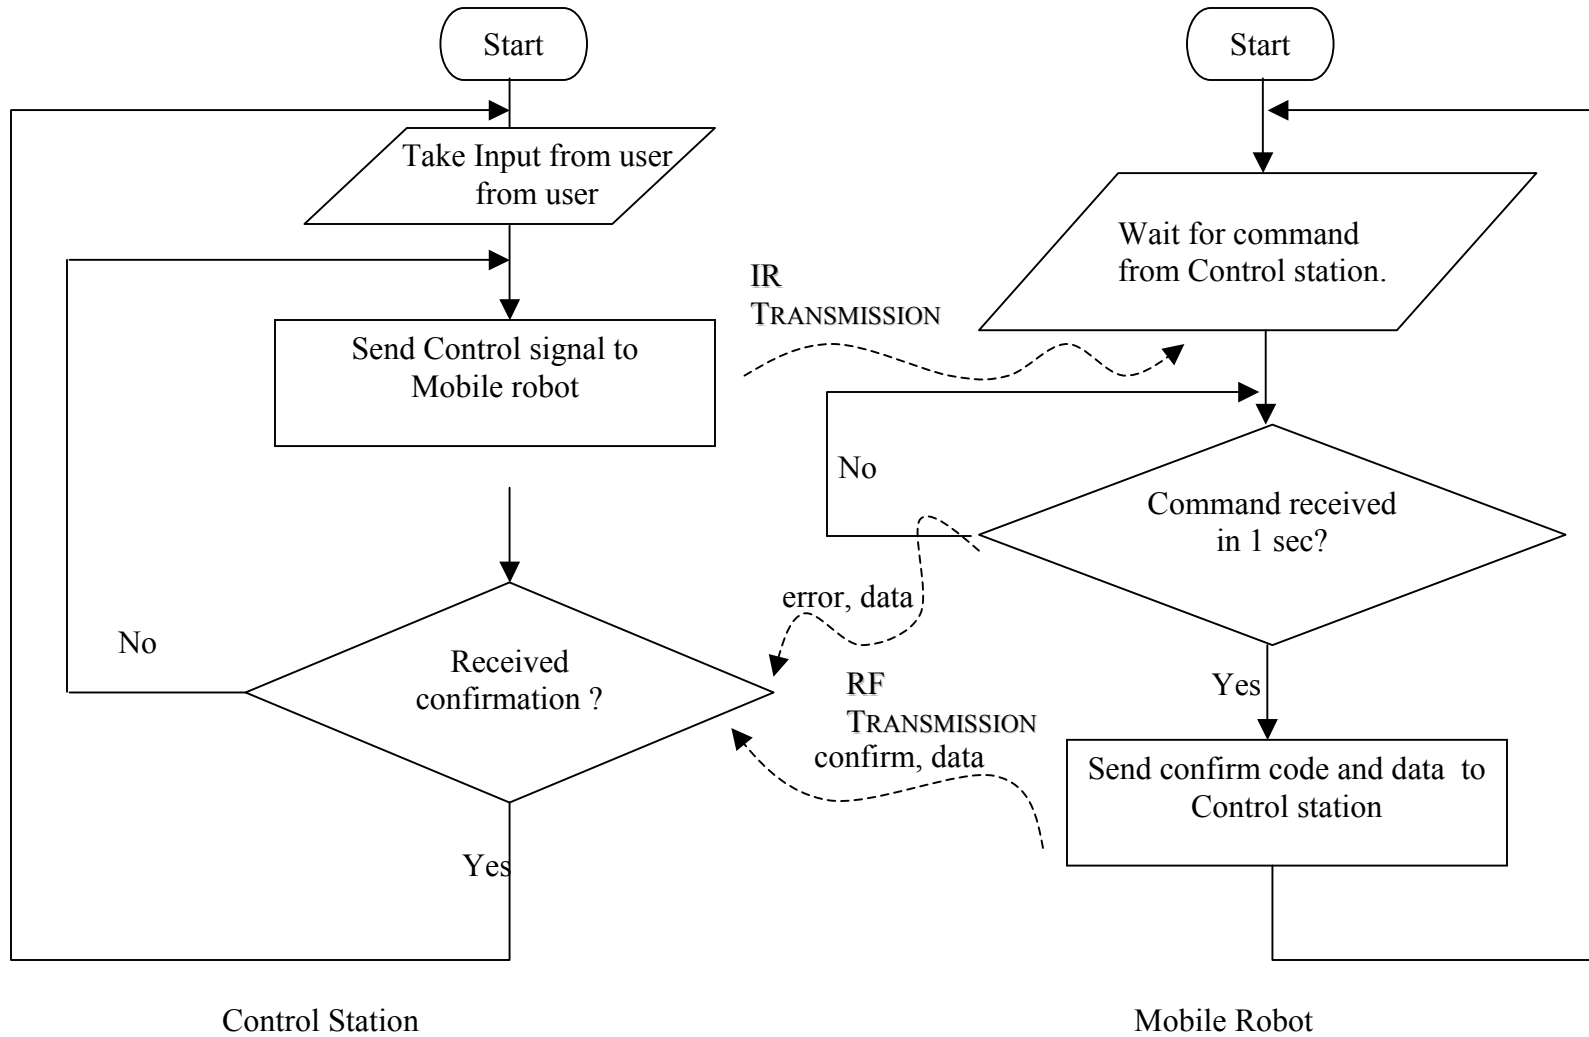 Start
Take Input from user
from user
Send Control signal to
Mobile robot
No
Received
confirmation ?
Yes
Control Station
IR
TRANSMISSION
error, data
RF
TRANSMISSION
confirm, data
Start
Wait for command
from Control station.
No
Command received
in 1 sec?
Yes
Send confirm code and data to
Control station
Mobile Robot